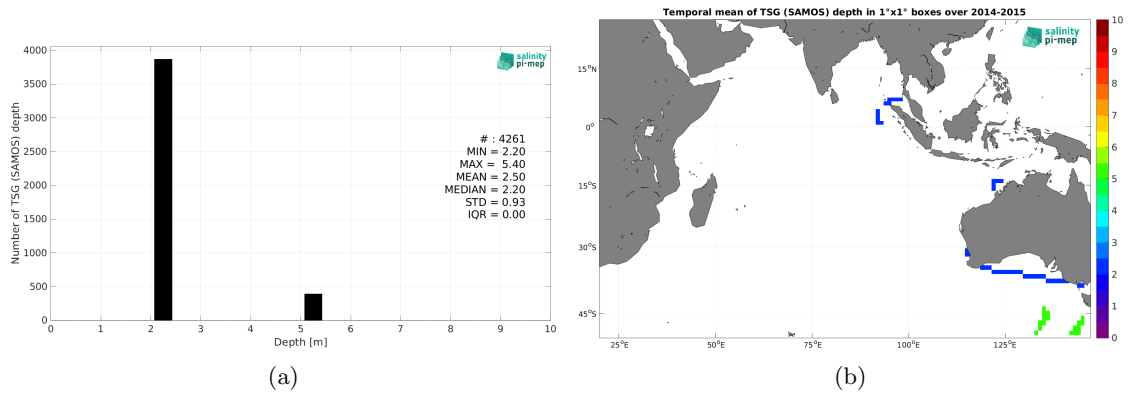 Temporal mean of TSG (SAMOS) depth in 1°x1° boxes over 2014-2015
4000
3500
3000
2500
2000
1500
1000
500
0
Number of TSG (SAMOS) depth
salinity
pi-mep
# : 4261
MIN = 2.20
MAX = 5.40
MEAN = 2.50
MEDIAN = 2.20
STD = 0.93
IQR = 0.00
0 1 2 3 4 5 6 7 8 9 10
Depth [m]
(a)
salinity
pi-mep
15°N
0°
15°S
30°S
45°S
25°E 50°E 75°E 100°E 125°E
10
9
8
7
6
5
4
3
2
1
0
(b)